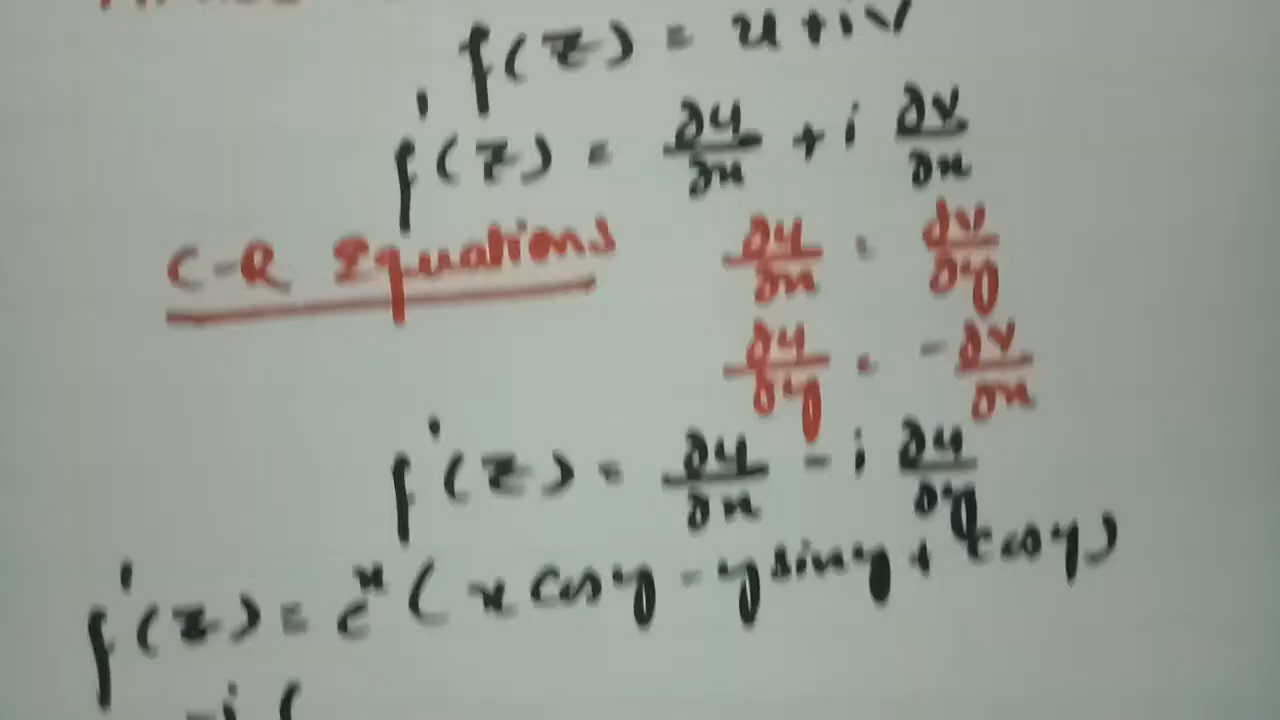 f(z) = u + iv
f'(z) = ∂u/∂x + i ∂v/∂x
C-R Equations ∂u/∂x = ∂v/∂y
∂u/∂y = -∂v/∂x
f'(z) = ∂u/∂x - i ∂u/∂y
f'(z) = e^x (x cos y - y sin y + cos y)
-i (